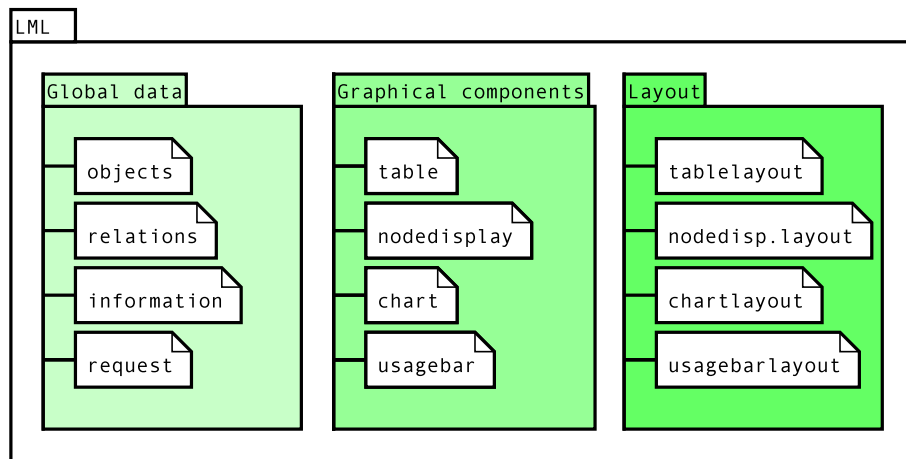 LML
Global data
objects
relations
information
request
Graphical components
table
nodedisplay
chart
usagebar
Layout
tablelayout
nodedisp.layout
chartlayout
usagebarlayout